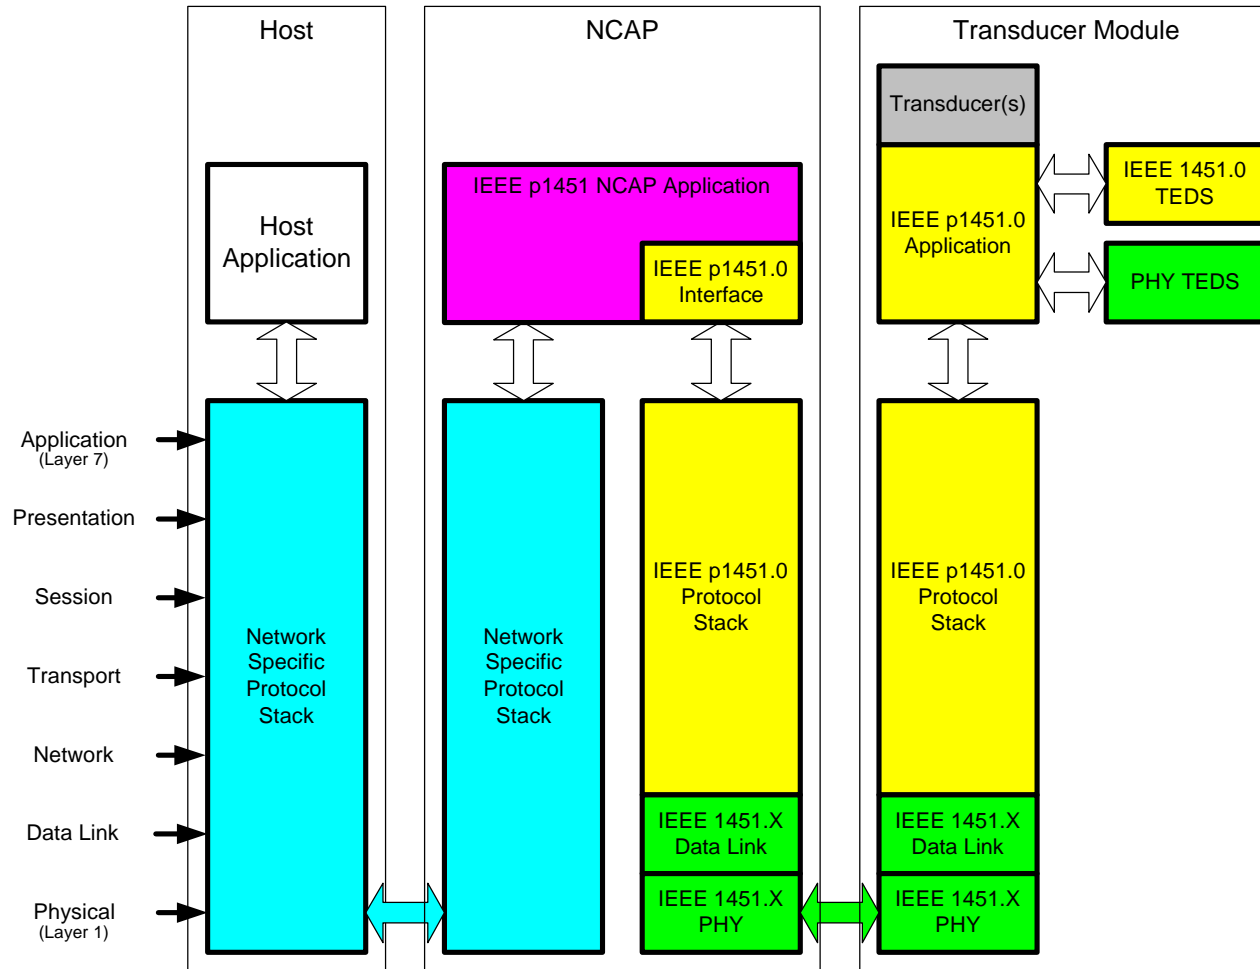 Host
NCAP
Transducer Module
Host
Application
IEEE p1451 NCAP Application
IEEE p1451.0
Interface
Transducer(s)
IEEE p1451.0
Application
IEEE 1451.0
TEDS
PHY TEDS
Application
(Layer 7)
Presentation
Session
Transport
Network
Data Link
Physical
(Layer 1)
Network
Specific
Protocol
Stack
Network
Specific
Protocol
Stack
IEEE p1451.0
Protocol
Stack
IEEE 1451.X
Data Link
IEEE 1451.X
PHY
IEEE p1451.0
Protocol
Stack
IEEE 1451.X
Data Link
IEEE 1451.X
PHY